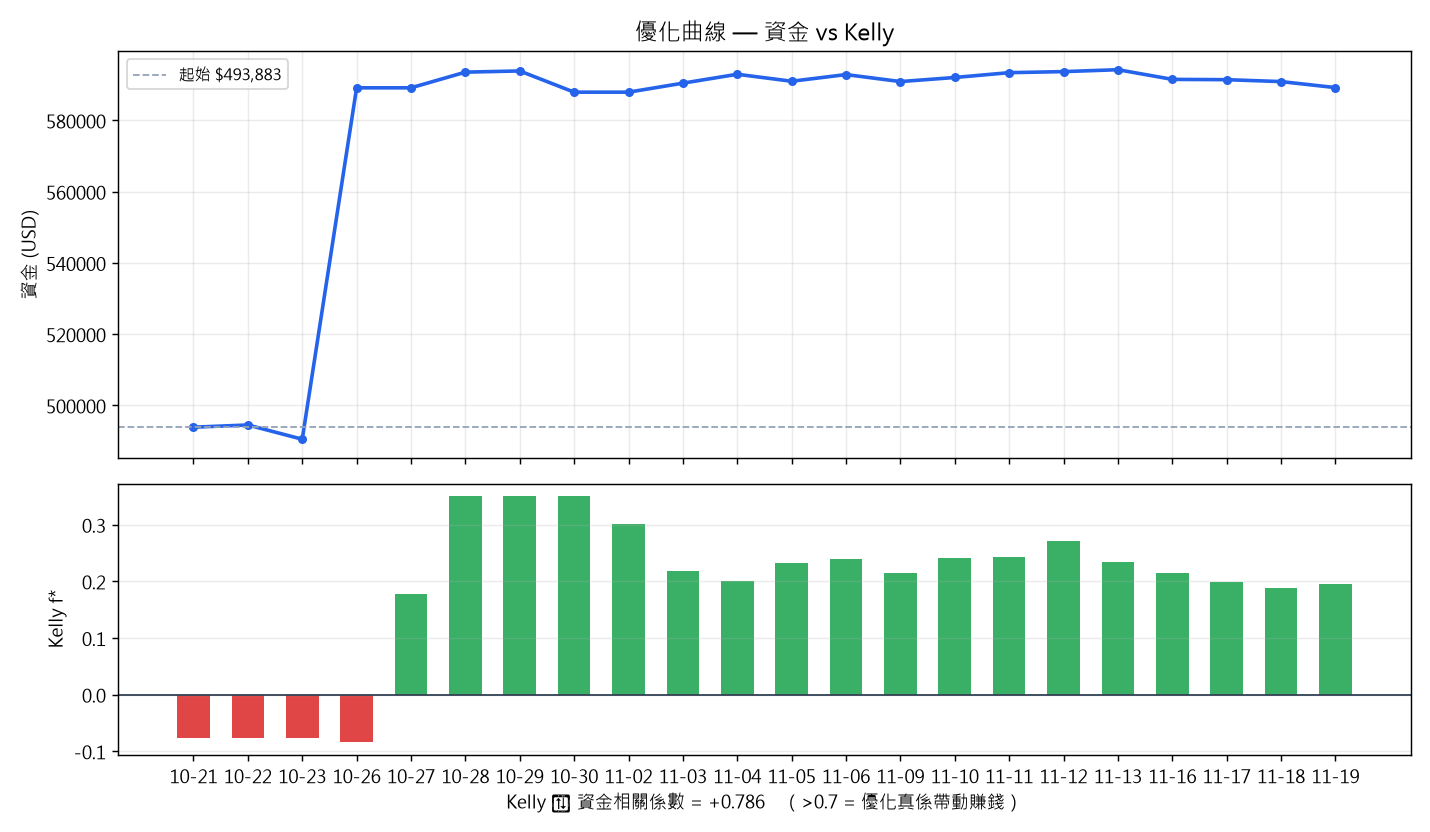 優化曲線 — 資金 vs Kelly
起始 $493,883
資金 (USD)
580000
560000
540000
520000
500000
Kelly f*
0.3
0.2
0.1
0.0
-0.1
10-21 10-22 10-23 10-26 10-27 10-28 10-29 10-30 11-02 11-03 11-04 11-05 11-06 11-09 11-10 11-11 11-12 11-13 11-16 11-17 11-18 11-19
Kelly ⇅ 資金相關係數 = +0.786 ( >0.7 = 優化真係帶動賺錢 )